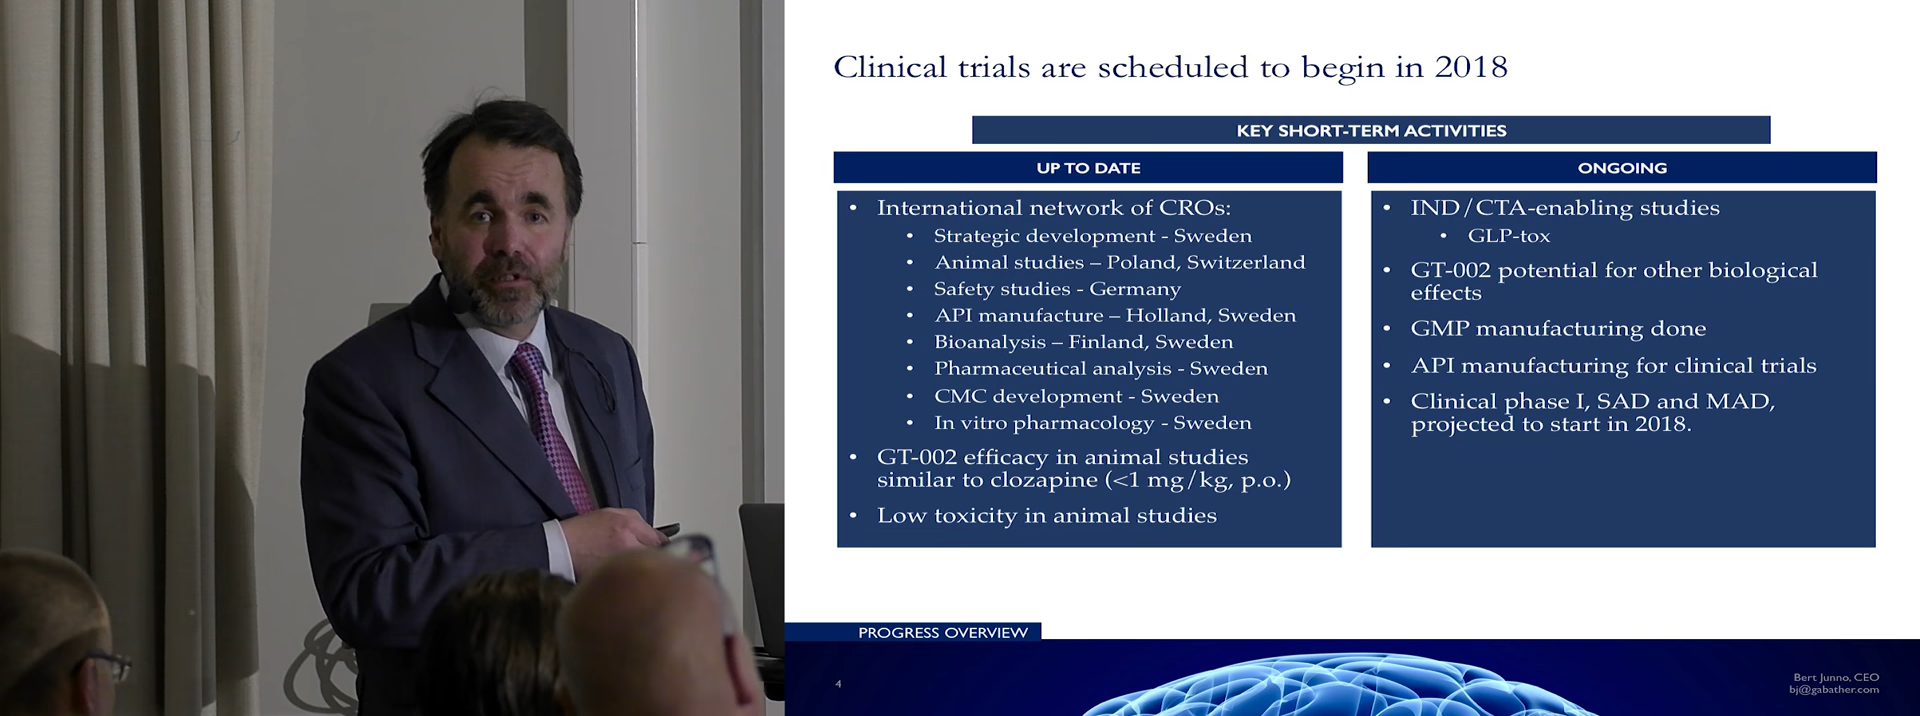 Clinical trials are scheduled to begin in 2018
KEY SHORT-TERM ACTIVITIES
UP TO DATE
• International network of CROs:
• Strategic development - Sweden
• Animal studies – Poland, Switzerland
• Safety studies - Germany
• API manufacture – Holland, Sweden
• Bioanalysis – Finland, Sweden
• Pharmaceutical analysis - Sweden
• CMC development - Sweden
• In vitro pharmacology - Sweden
• GT-002 efficacy in animal studies
similar to clozapine (<1 mg/kg, p.o.)
• Low toxicity in animal studies
ONGOING
• IND/CTA-enabling studies
• GLP-tox
• GT-002 potential for other biological
effects
• GMP manufacturing done
• API manufacturing for clinical trials
• Clinical phase I, SAD and MAD,
projected to start in 2018.
PROGRESS OVERVIEW
4
Bert Junno, CEO
bj@gabather.com